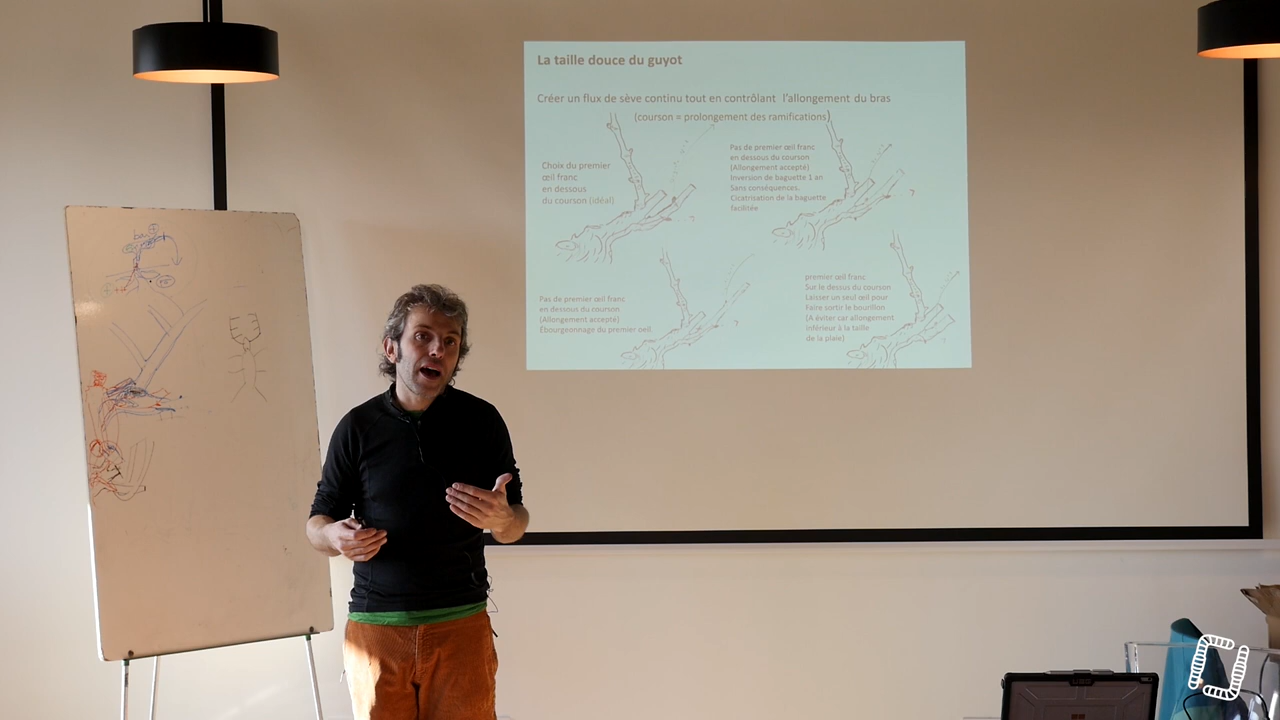 La taille douce du guyot
Créer un flux de sève continu tout en contrôlant l'allongement du bras
(courson = prolongement des ramifications)
Choix du premier
œil franc
en dessous
du courson (idéal)
Pas de premier œil franc
en dessous du courson
(Allongement accepté)
Inversion de baguette 1 an
Sans conséquences.
Cicatrisation de la baguette
facilitée
Pas de premier œil franc
en dessous du courson
(Allongement accepté)
Ébourgeonnage du premier oeil.
premier œil franc
Sur le dessus du courson
Laisser un seul œil pour
Faire sortir le bourillon
(A éviter car allongement
inférieur à la taille
de la plaie)